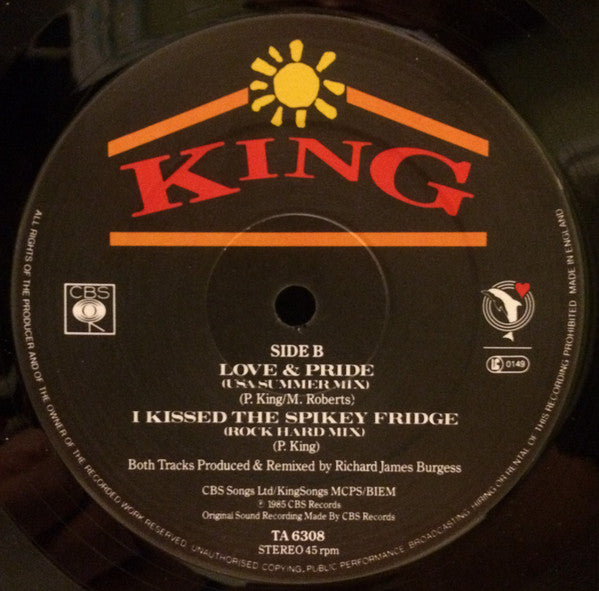 KING
CBS
SIDE B
LOVE & PRIDE
(USA SUMMER MIX)
(P. King/M. Roberts)
I KISSED THE SPIKEY FRIDGE
(ROCK HARD MIX)
(P. King)
Both Tracks Produced & Remixed by Richard James Burgess
CBS Songs Ltd/KingSongs MCPS/BIEM
℗ 1985 CBS Records
Original Sound Recording Made By CBS Records
TA 6308
STEREO 45 rpm
LC 0149
ALL RIGHTS OF THE PRODUCER AND OF THE OWNER OF THE RECORDED WORK RESERVED. UNAUTHORISED COPYING, PUBLIC PERFORMANCE, BROADCASTING, HIRING OR RENTAL OF THIS RECORDING PROHIBITED MADE IN ENGLAND